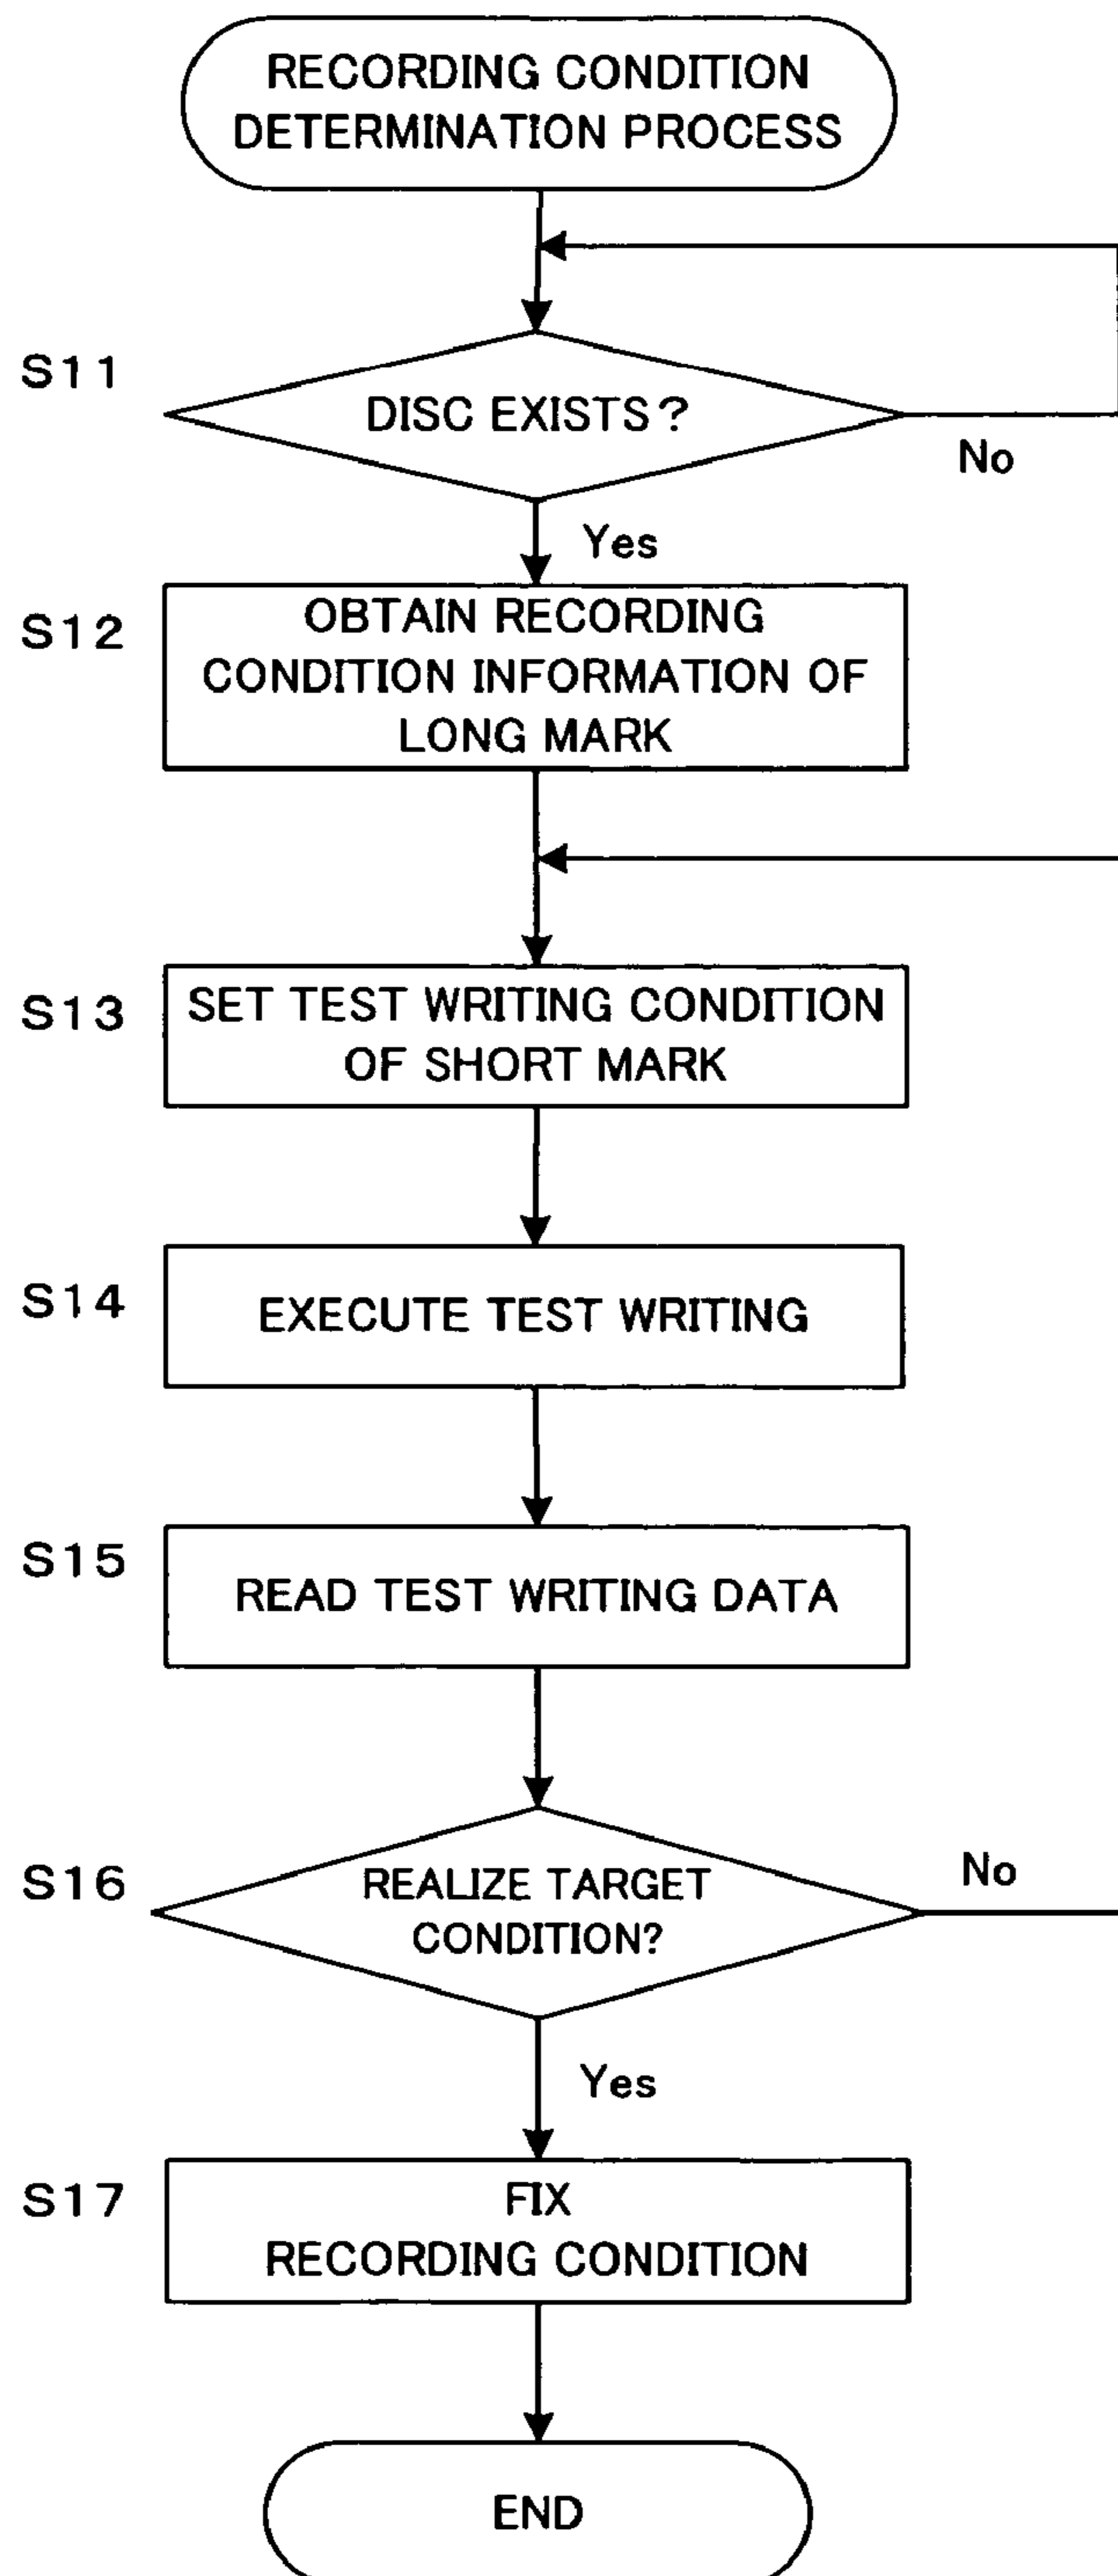 RECORDING CONDITION
DETERMINATION PROCESS
S11
DISC EXISTS?
No
Yes
S12
OBTAIN RECORDING
CONDITION INFORMATION OF
LONG MARK
S13
SET TEST WRITING CONDITION
OF SHORT MARK
S14
EXECUTE TEST WRITING
S15
READ TEST WRITING DATA
S16
REALIZE TARGET
CONDITION?
No
Yes
S17
FIX
RECORDING CONDITION
END